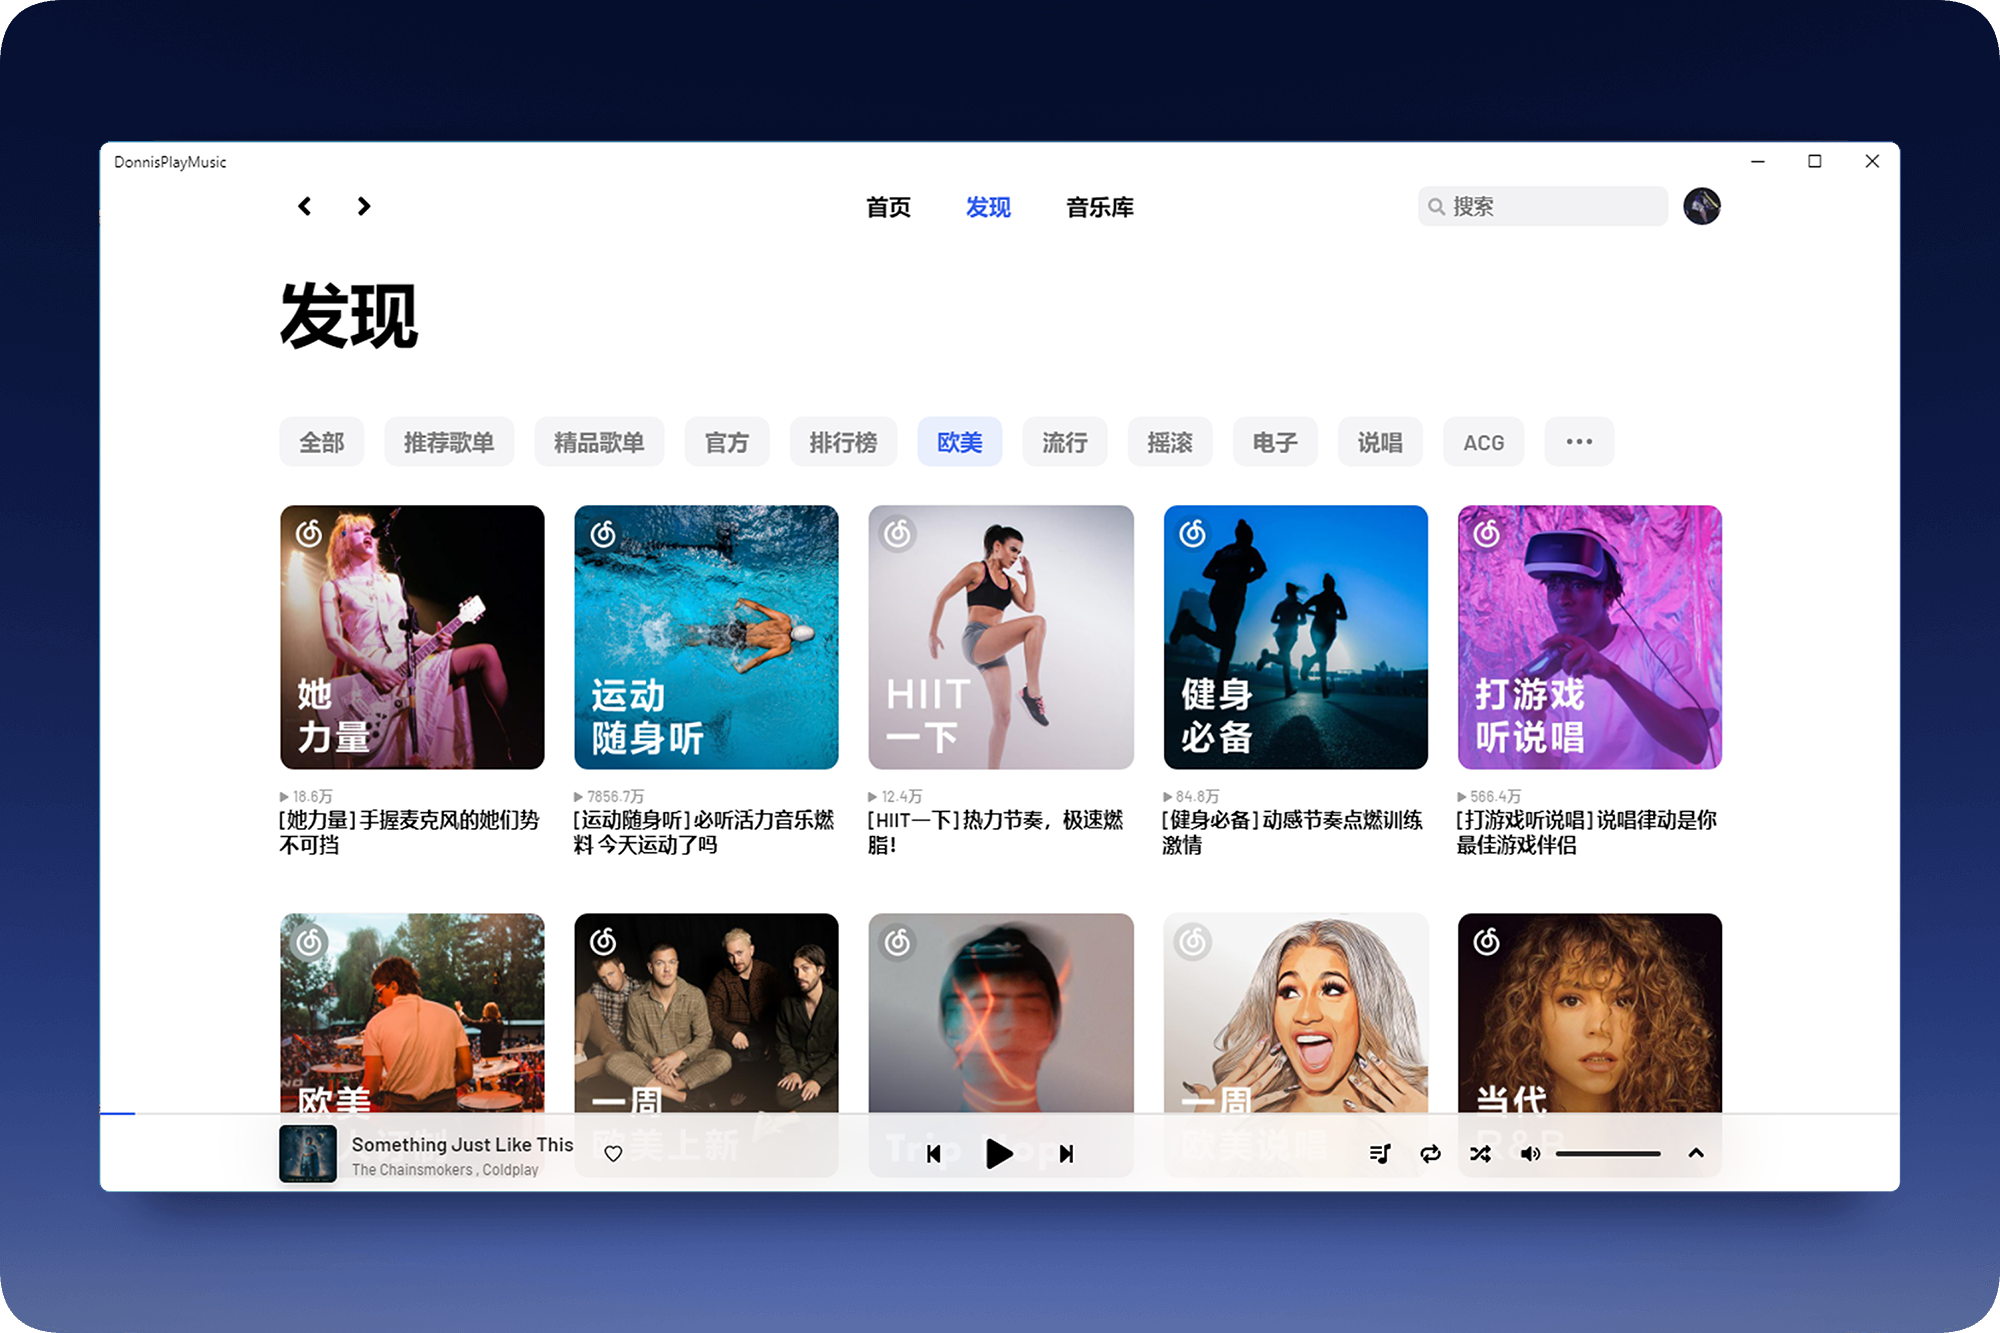 DonnisPlayMusic
首页 发现 音乐库
搜索
发现
全部 推荐歌单 精品歌单 官方 排行榜 欧美 流行 摇滚 电子 说唱 ACG
她
力量
运动
随身听
HIIT
一下
健身
必备
打游戏
听说唱
18.6万
[她力量]手握麦克风的她们势
不可挡
7856.7万
[运动随身听]必听活力音乐燃
料 今天运动了吗
12.4万
[HIIT一下]热力节奏，极速燃
脂！
84.8万
[健身必备]动感节奏点燃训练
激情
566.4万
[打游戏听说唱]说唱律动是你
最佳游戏伴侣
欧美
一周
欧美上新
Trip Hop
一周
欧美说唱
当代
R&B
Something Just Like This
The Chainsmokers , Coldplay